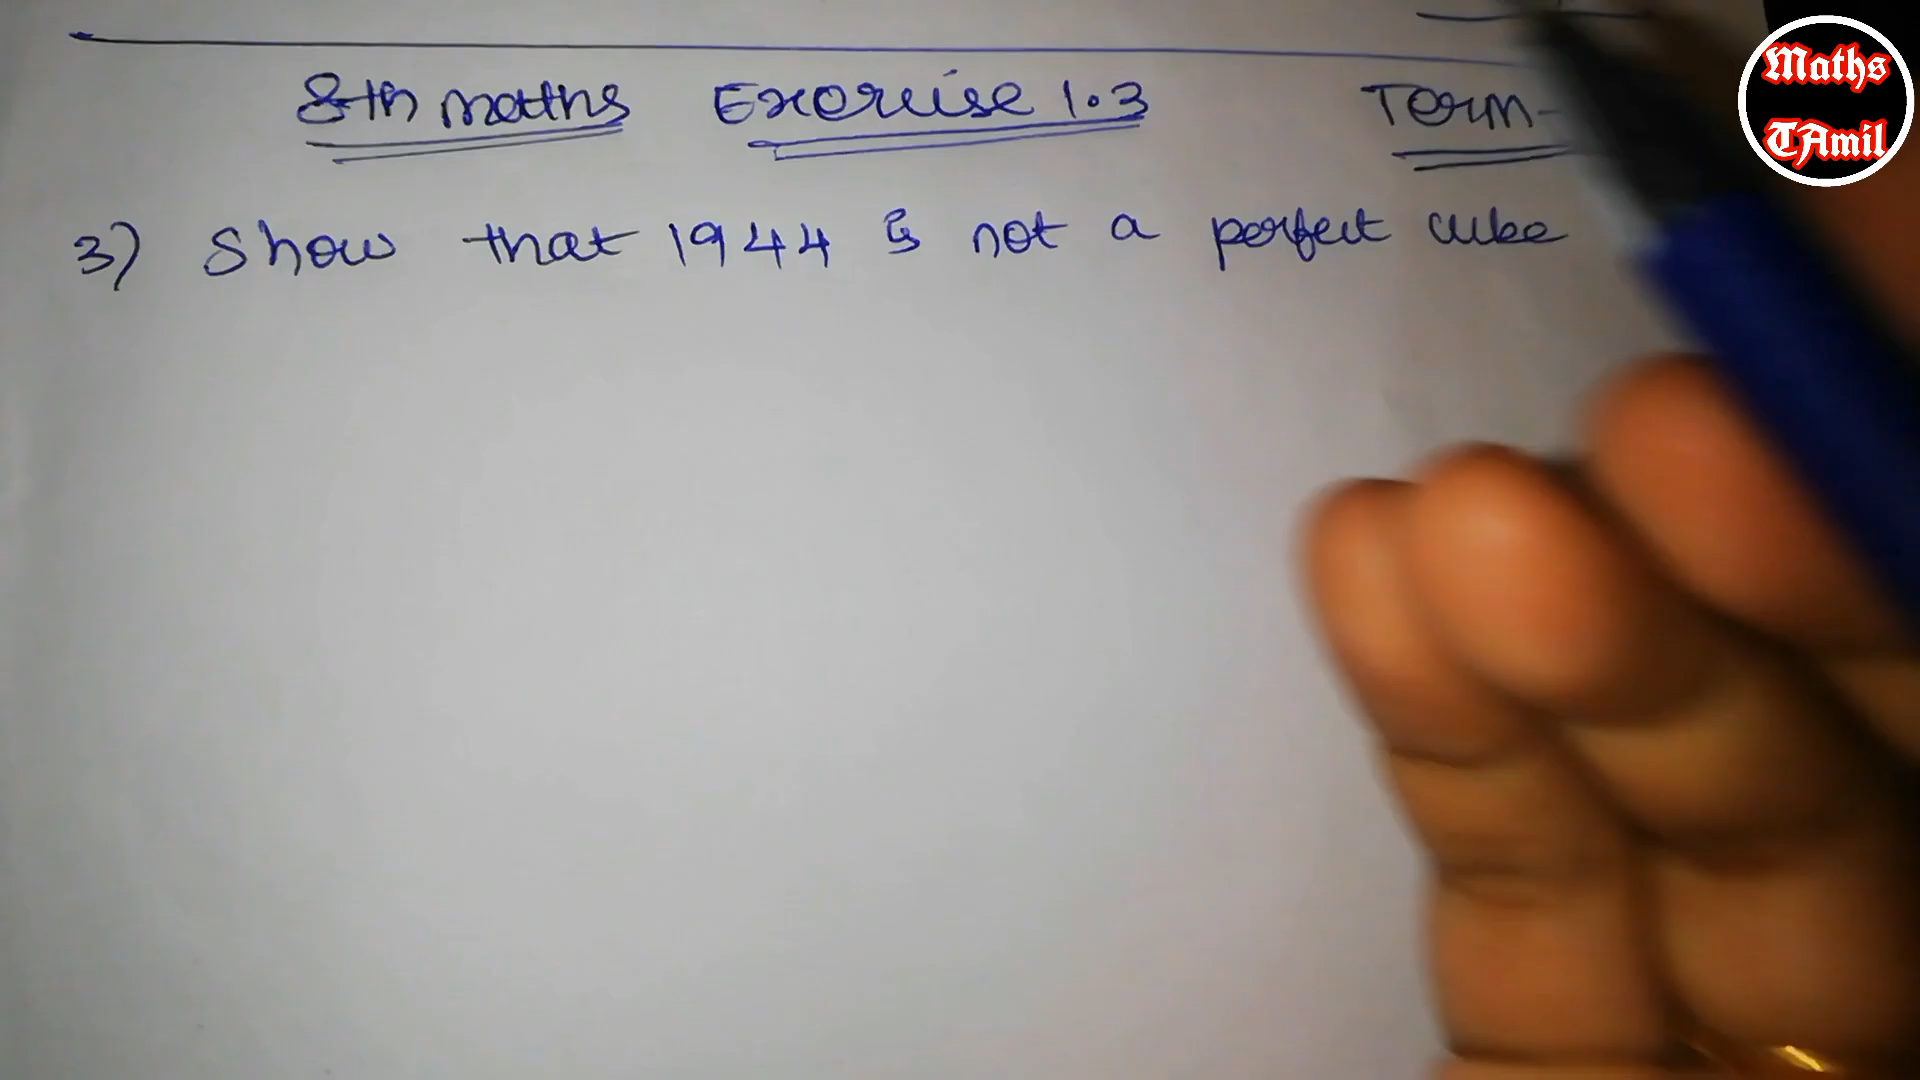 8th maths Exercise 1.3 Term-
Maths
TAmil
3) Show that 1944 is not a perfect cube